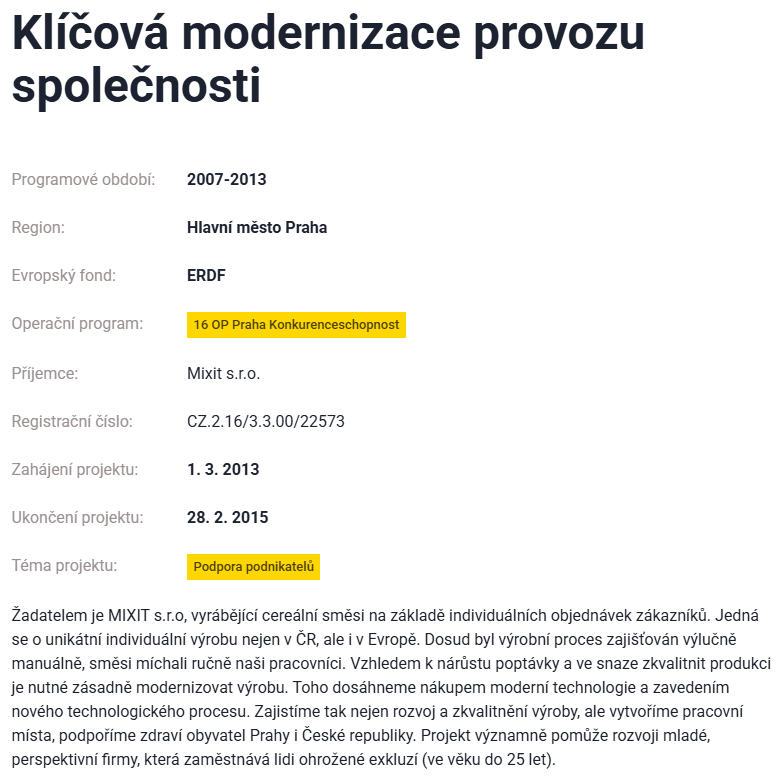 Klíčová modernizace provozu
společnosti
Programové období: 2007-2013
Region: Hlavní město Praha
Evropský fond: ERDF
Operační program: 16 OP Praha Konkurenceschopnost
Příjemce: Mixit s.r.o.
Registrační číslo: CZ.2.16/3.3.00/22573
Zahájení projektu: 1. 3. 2013
Ukončení projektu: 28. 2. 2015
Téma projektu: Podpora podnikatelů
Žadatelem je MIXIT s.r.o, vyrábějící cereální směsi na základě individuálních objednávek zákazníků. Jedná
se o unikátní individuální výrobu nejen v ČR, ale i v Evropě. Dosud byl výrobní proces zajišťován výlučně
manuálně, směsi míchali ručně naši pracovníci. Vzhledem k nárůstu poptávky a ve snaze zkvalitnit produkci
je nutné zásadně modernizovat výrobu. Toho dosáhneme nákupem moderní technologie a zavedením
nového technologického procesu. Zajistíme tak nejen rozvoj a zkvalitnění výroby, ale vytvoříme pracovní
místa, podpoříme zdraví obyvatel Prahy i České republiky. Projekt významně pomůže rozvoji mladé,
perspektivní firmy, která zaměstnává lidi ohrožené exkluzí (ve věku do 25 let).